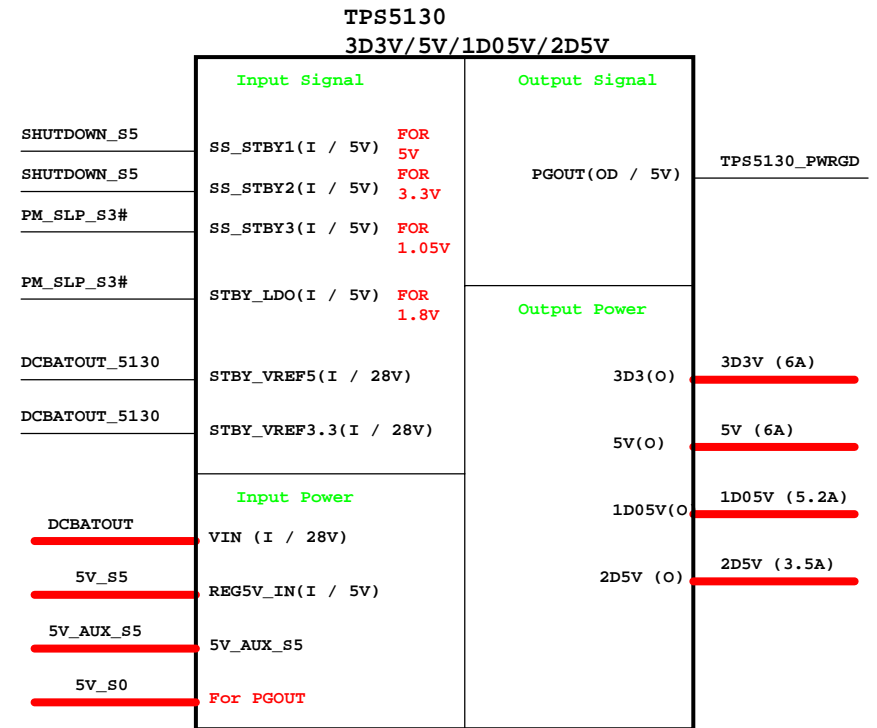 TPS5130
3D3V/5V/1D05V/2D5V
Input Signal
Output Signal
SHUTDOWN_S5
SS_STBY1(I / 5V)
FOR
5V
SHUTDOWN_S5
SS_STBY2(I / 5V)
FOR
3.3V
PM_SLP_S3#
SS_STBY3(I / 5V)
FOR
1.05V
PM_SLP_S3#
STBY_LDO(I / 5V)
FOR
1.8V
DCBATOUT_5130
STBY_VREF5(I / 28V)
DCBATOUT_5130
STBY_VREF3.3(I / 28V)
PGOUT(OD / 5V)
TPS5130_PWRGD
Output Power
3D3(O)
3D3V (6A)
5V(O)
5V (6A)
1D05V(O
1D05V (5.2A)
2D5V (O)
2D5V (3.5A)
Input Power
DCBATOUT
VIN (I / 28V)
5V_S5
REG5V_IN(I / 5V)
5V_AUX_S5
5V_AUX_S5
5V_S0
For PGOUT